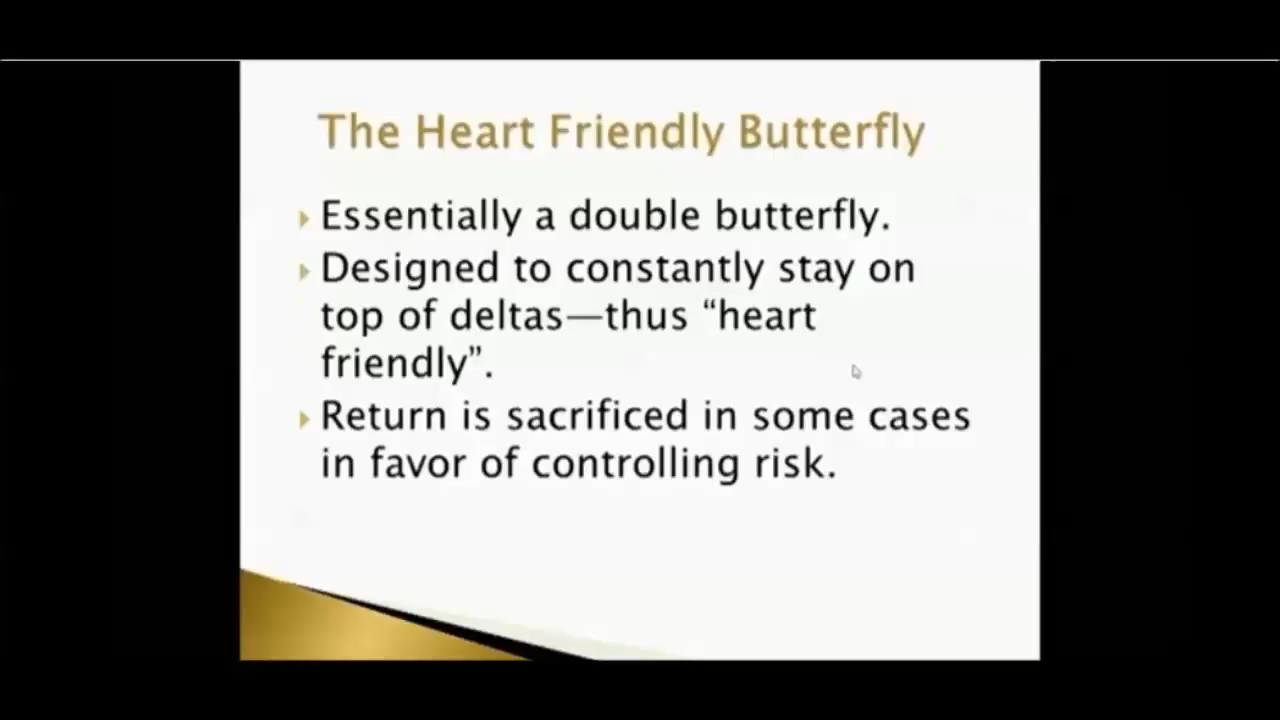 The Heart Friendly Butterfly
Essentially a double butterfly.
Designed to constantly stay on
top of deltas—thus “heart
friendly”.
Return is sacrificed in some cases
in favor of controlling risk.